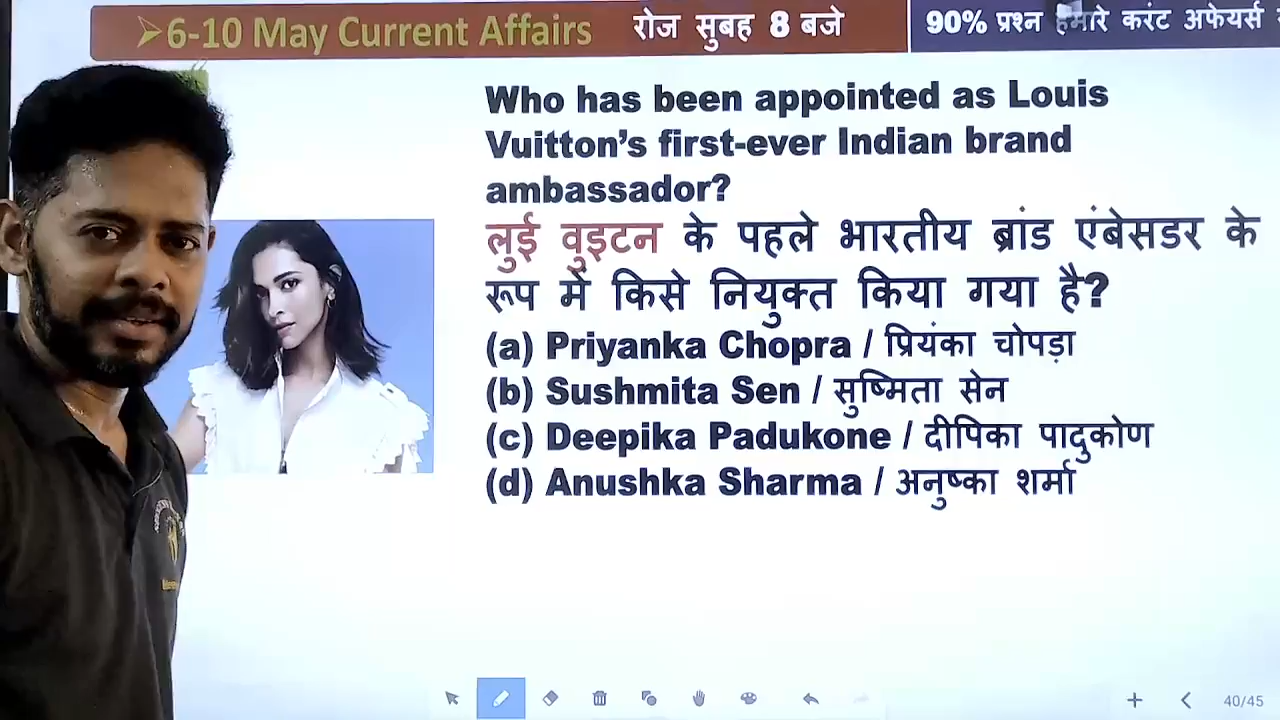 ➢6-10 May Current Affairs रोज सुबह 8 बजे
90% प्रश्न हमारे करंट अफेयर्स
Who has been appointed as Louis
Vuitton’s first-ever Indian brand
ambassador?
लुई वुइटन के पहले भारतीय ब्रांड एंबेसडर के
रूप में किसे नियुक्त किया गया है?
(a) Priyanka Chopra / प्रियंका चोपड़ा
(b) Sushmita Sen / सुष्मिता सेन
(c) Deepika Padukone / दीपिका पादुकोण
(d) Anushka Sharma / अनुष्का शर्मा
40/45